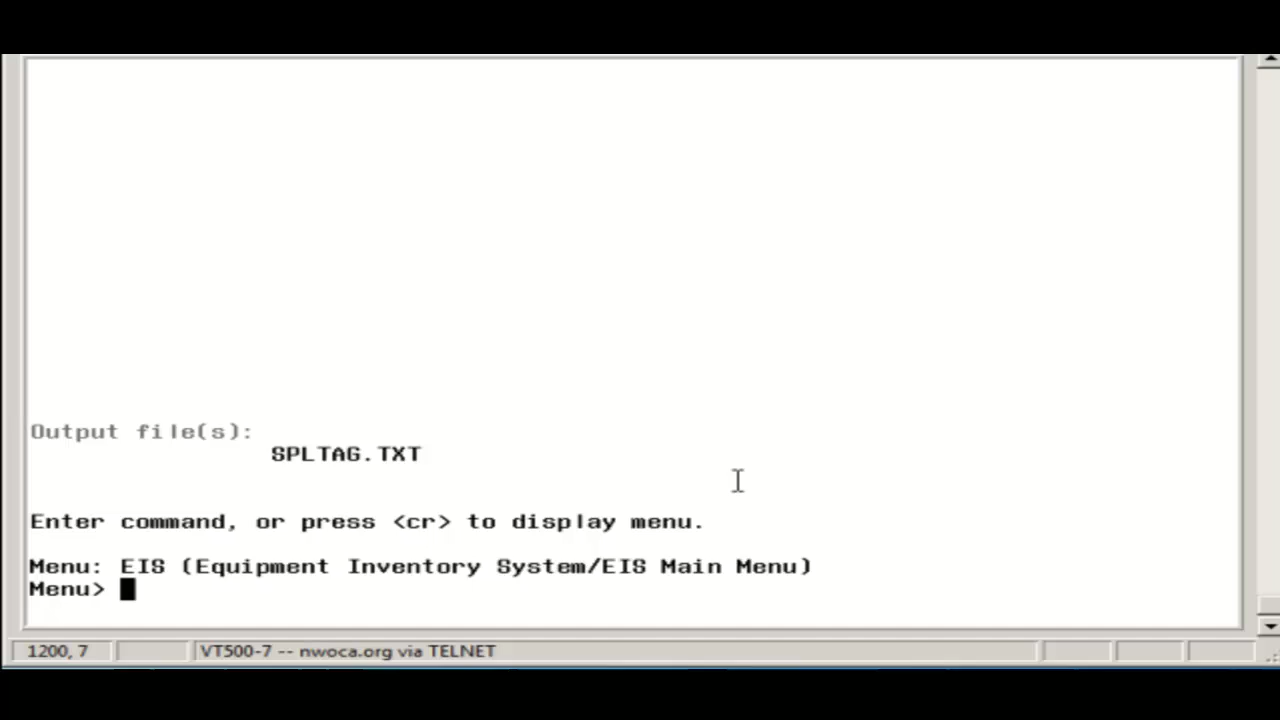 Output file(s):
SPLTAG.TXT
Enter command, or press <cr> to display menu.
Menu: EIS (Equipment Inventory System/EIS Main Menu)
Menu>
1200, 7
VT500-7 -- nwoca.org via TELNET